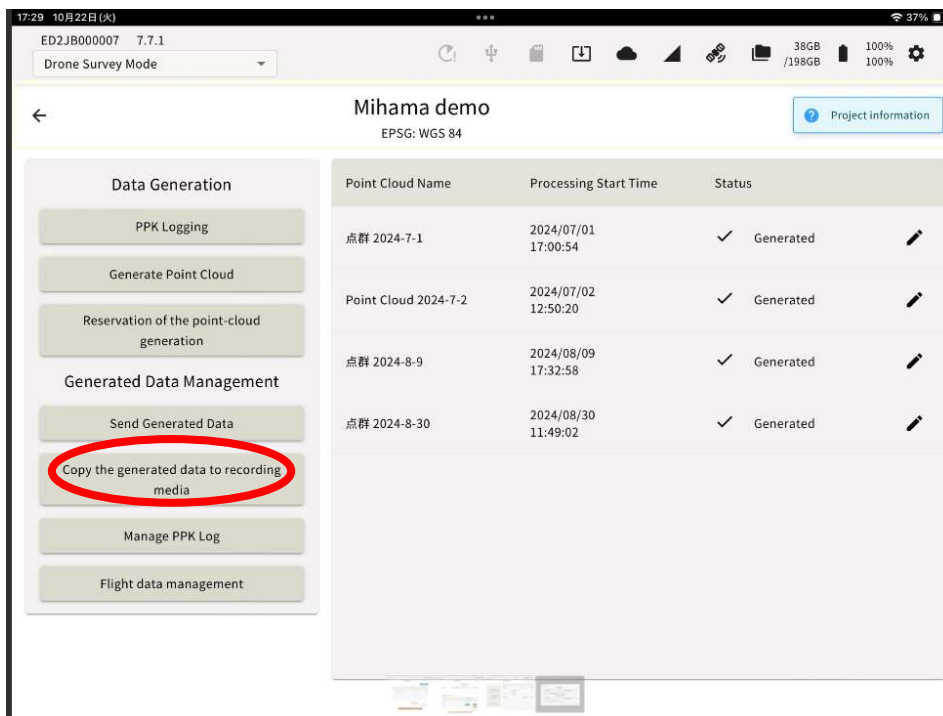 17:29 10月22日(火)
37%
ED2JB000007 7.7.1
Drone Survey Mode
38GB
/198GB
100%
100%
Mihama demo
EPSG: WGS 84
Project information
Data Generation
PPK Logging
Generate Point Cloud
Reservation of the point-cloud
generation
Generated Data Management
Send Generated Data
Copy the generated data to recording
media
Manage PPK Log
Flight data management
Point Cloud Name Processing Start Time Status
点群 2024-7-1 2024/07/01
17:00:54 Generated
Point Cloud 2024-7-2 2024/07/02
12:50:20 Generated
点群 2024-8-9 2024/08/09
17:32:58 Generated
点群 2024-8-30 2024/08/30
11:49:02 Generated